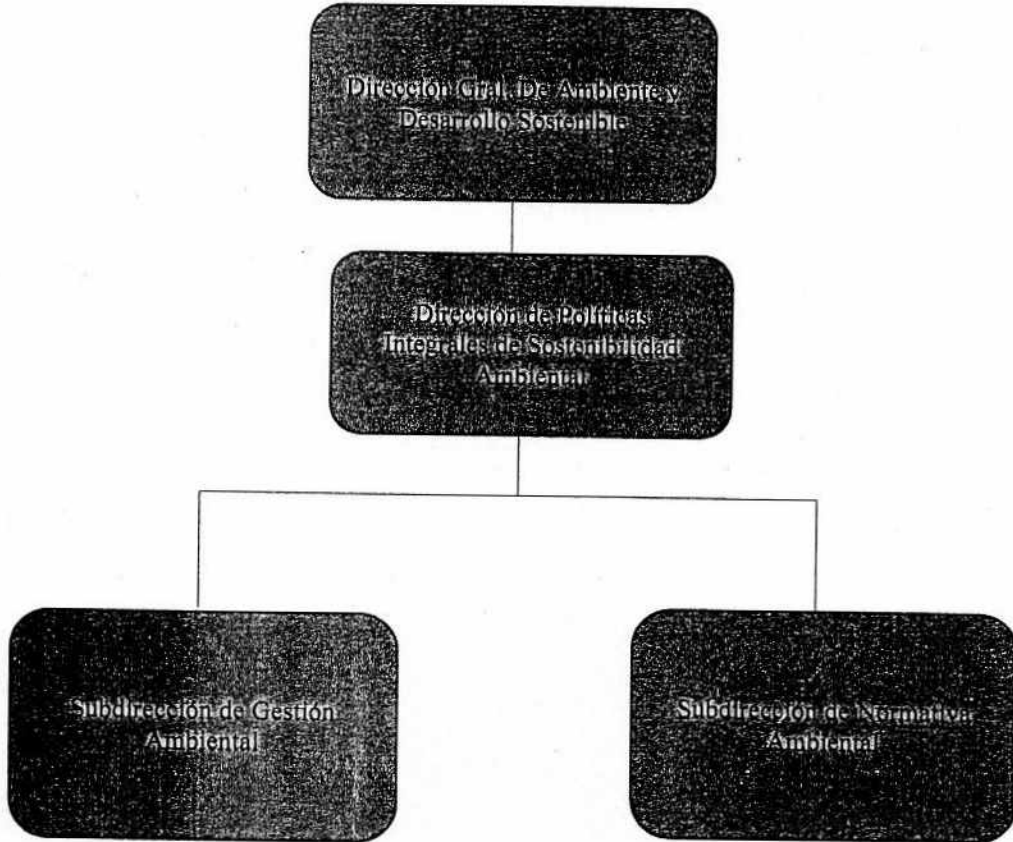 Dirección Gral. De Ambiente y
Desarrollo Sostenible
Dirección de Políticas
Integrales de Sostenibilidad
Ambiental
Subdirección de Gestión
Ambiental
Subdirección de Normativa
Ambiental